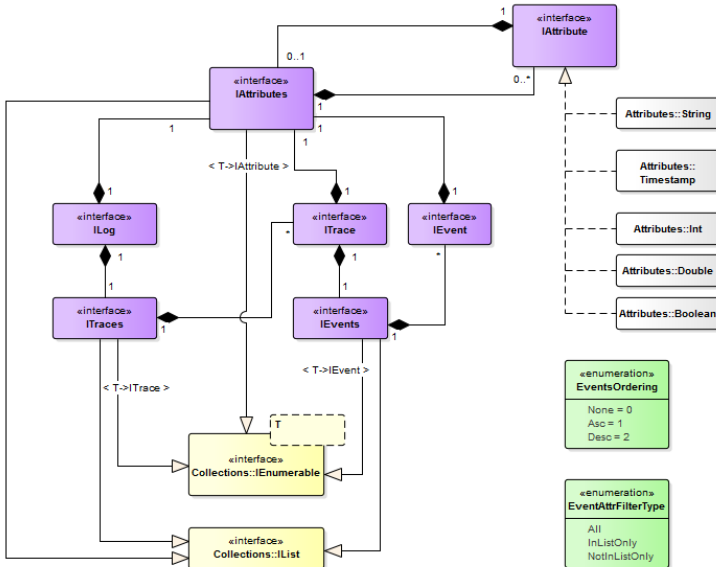 1
«interface»
IAttribute
0..1
0..*
«interface»
IAttributes
1
Attributes::String
1
1
1
< T->IAttribute >
Attributes::
Timestamp
1
1
1
«interface»
ILog
«interface»
ITrace
«interface»
IEvent
Attributes::Int
*
*
1
1
Attributes::Double
1
1
«interface»
ITraces
«interface»
IEvents
Attributes::Boolean
1
1
< T->ITrace >
< T->IEvent >
«enumeration»
EventsOrdering
None = 0
Asc = 1
Desc = 2
T
«interface»
Collections::IEnumerable
«enumeration»
EventAttrFilterType
All
InListOnly
NotInListOnly
«interface»
Collections::IList